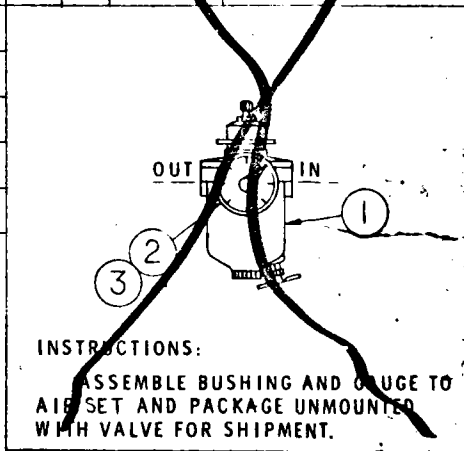 OUT IN
1
2
3
INSTRUCTIONS:
ASSEMBLE BUSHING AND GAUGE TO
AIR SET AND PACKAGE UNMOUNTED
WITH VALVE FOR SHIPMENT.